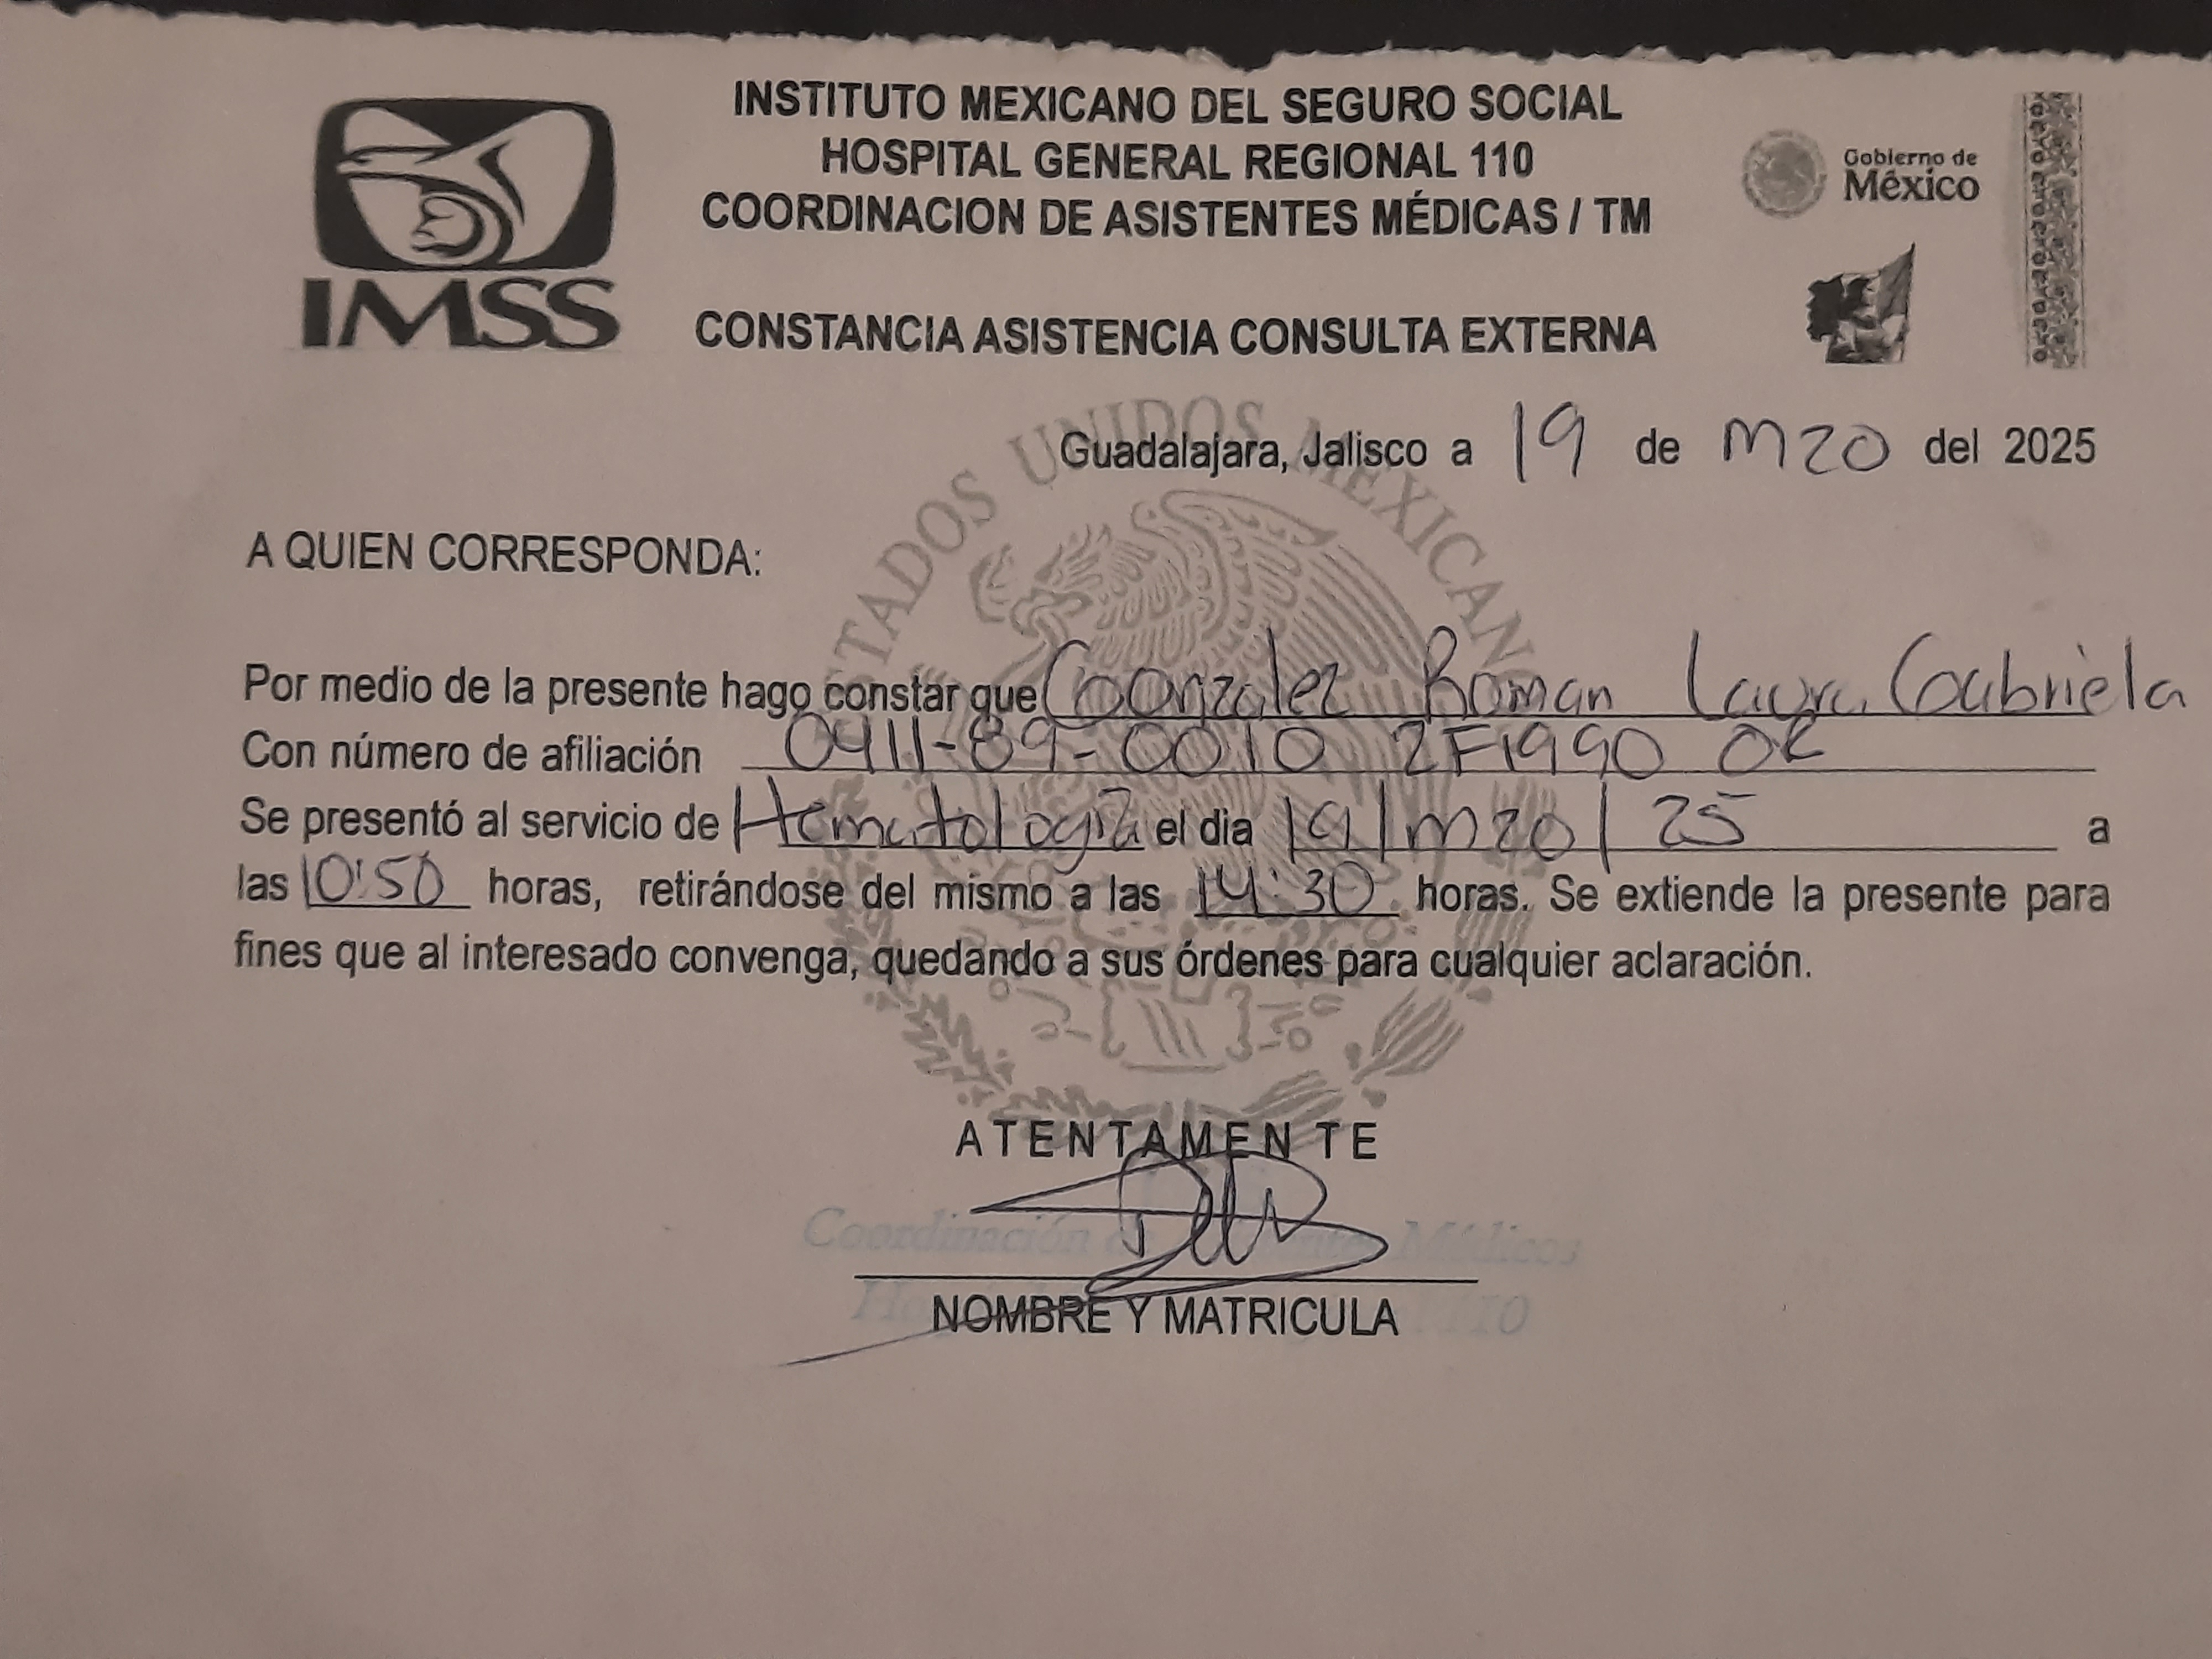 INSTITUTO MEXICANO DEL SEGURO SOCIAL
HOSPITAL GENERAL REGIONAL 110
COORDINACION DE ASISTENTES MÉDICAS / TM
Gobierno de
México
IMSS
CONSTANCIA ASISTENCIA CONSULTA EXTERNA
ESTADOS UNIDOS MEXICANOS
Guadalajara, Jalisco a 19 de Mzo del 2025
A QUIEN CORRESPONDA:
Por medio de la presente hago constar que Gonzalez Roman Laura Gabriela
Con número de afiliación 0411-89-0010 2F1990 OR
Se presentó al servicio de Hematología el dia 19/mzo/25 a
las 10:50 horas, retirándose del mismo a las 14:30 horas. Se extiende la presente para
fines que al interesado convenga, quedando a sus órdenes para cualquier aclaración.
ATENTAMENTE
Coordinación de Médicos
NOMBRE Y MATRICULA
110